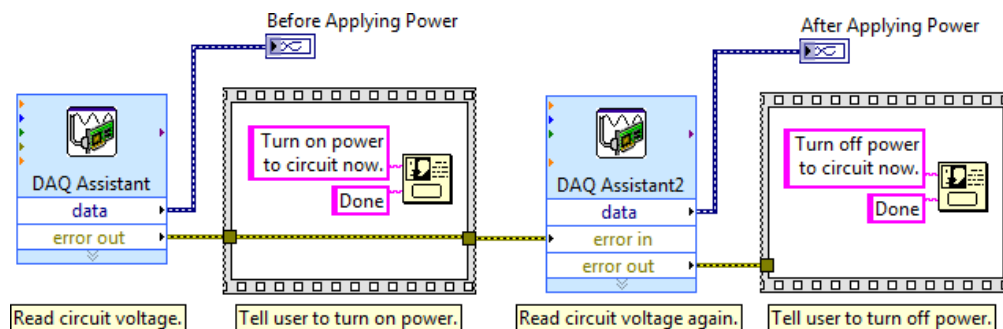 Before Applying Power
After Applying Power
Turn on power
to circuit now.
Done
DAQ Assistant
data
error out
Turn off power
to circuit now.
Done
DAQ Assistant2
data
error in
error out
Read circuit voltage.
Tell user to turn on power.
Read circuit voltage again.
Tell user to turn off power.